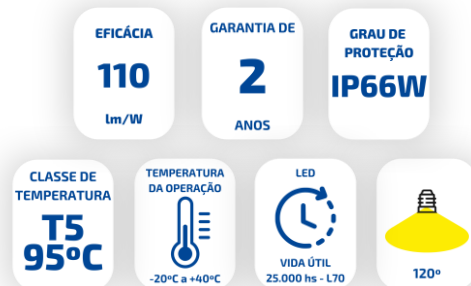 EFICÁCIA
110
lm/W
GARANTIA DE
2
ANOS
GRAU DE
PROTEÇÃO
IP66W
CLASSE DE
TEMPERATURA
T5
95ºC
TEMPERATURA
DA OPERAÇÃO
-20ºC a +40ºC
LED
VIDA ÚTIL
25.000 hs - L70
120º